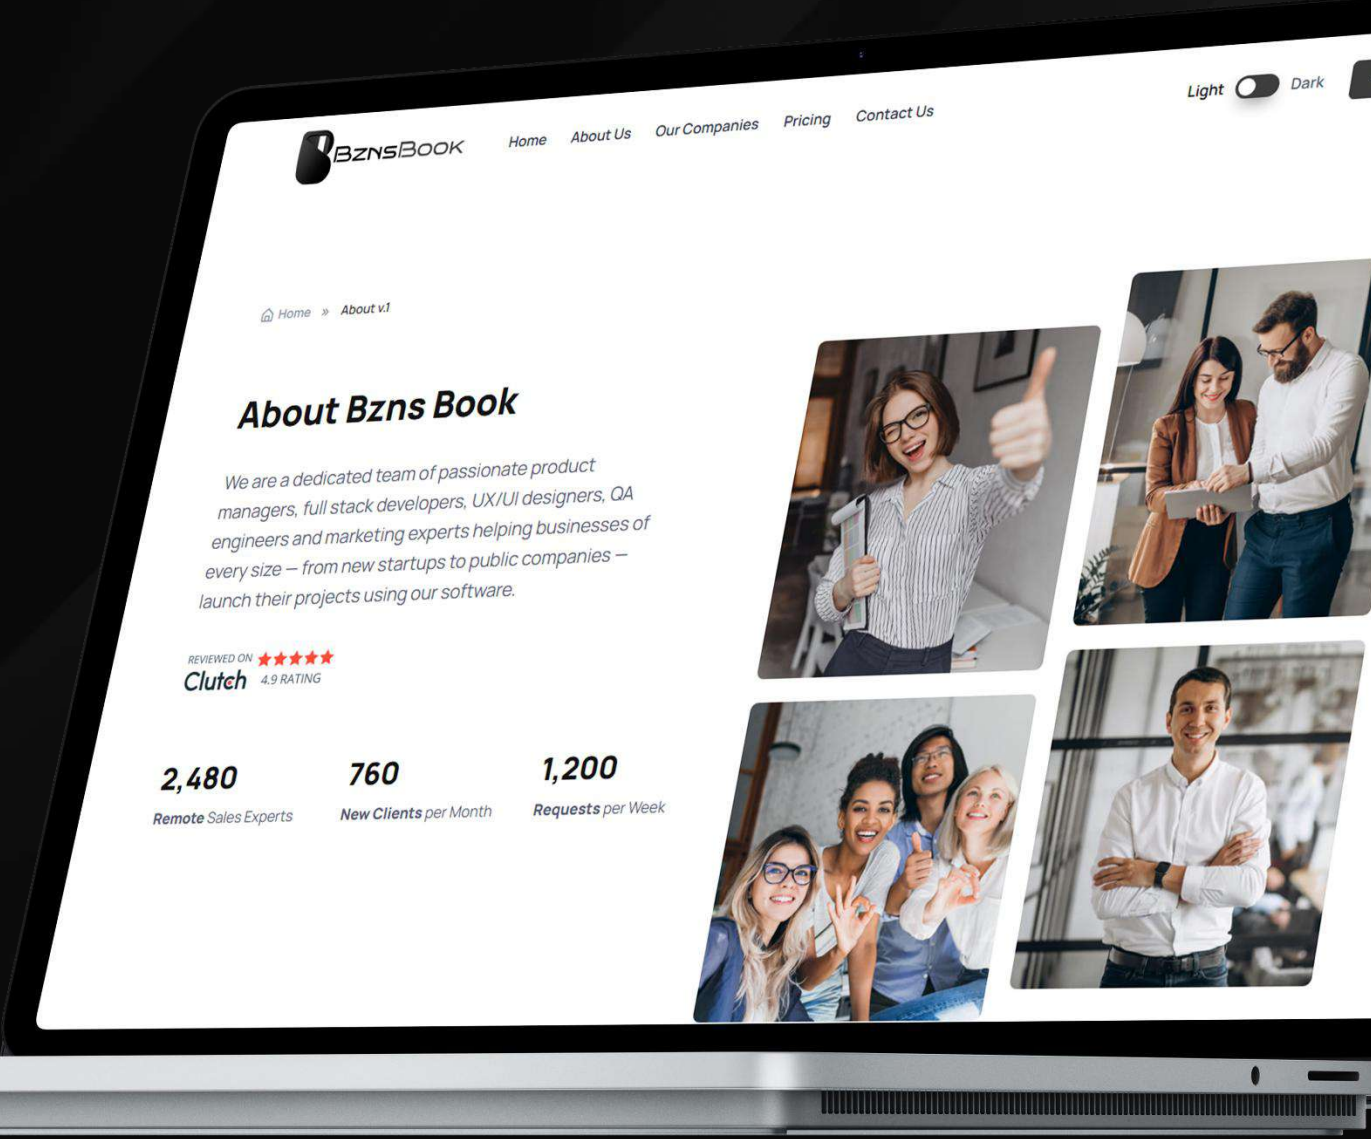 BZNSBOOK
Home About Us Our Companies Pricing Contact Us
Light Dark
Home » About v.1
About Bzns Book
We are a dedicated team of passionate product
managers, full stack developers, UX/UI designers, QA
engineers and marketing experts helping businesses of
every size — from new startups to public companies —
launch their projects using our software.
REVIEWED ON
Clutch
4.9 RATING
2,480
Remote Sales Experts
760
New Clients per Month
1,200
Requests per Week